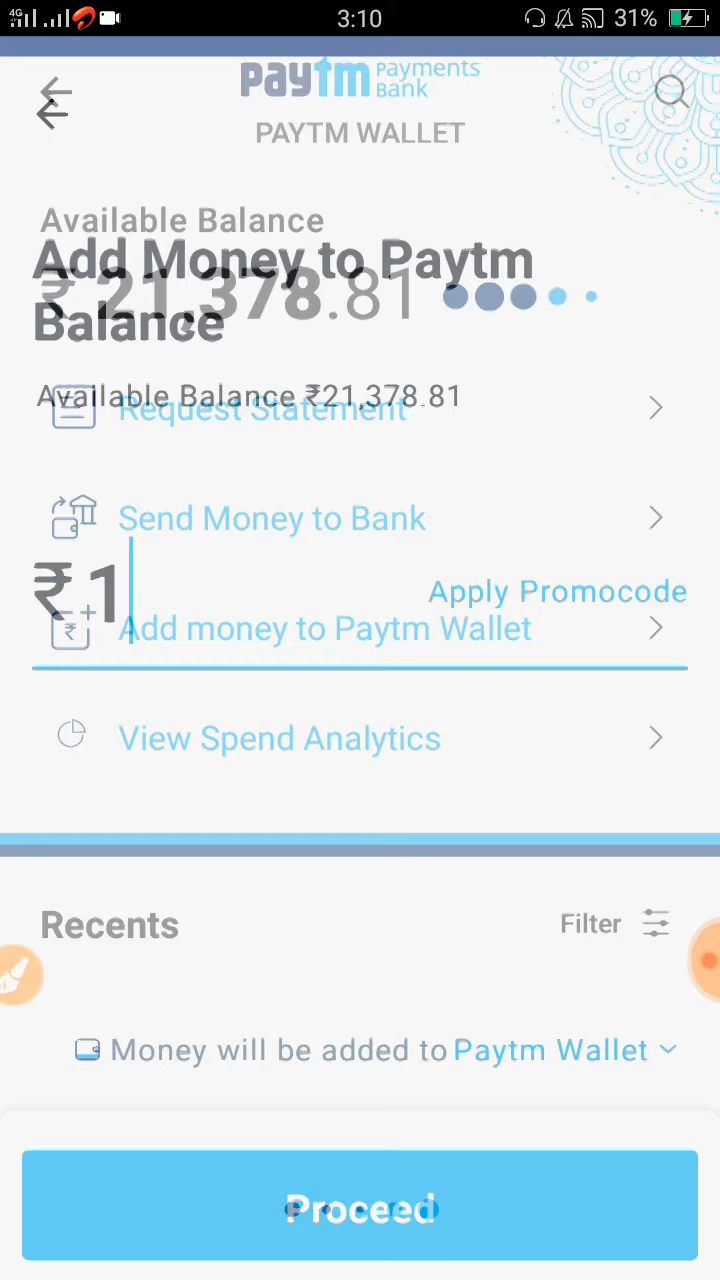 4G
3:10
31%
paytm Payments Bank
PAYTM WALLET
Available Balance
Add Money to Paytm
₹ 21,378.81
Balance
Available Balance ₹21,378.81
Request Statement
Send Money to Bank
₹1
Apply Promocode
Add money to Paytm Wallet
View Spend Analytics
Recents
Filter
Money will be added to Paytm Wallet
Proceed